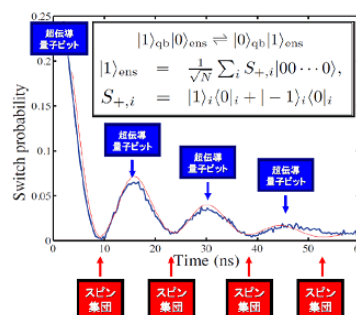 0.25
超伝導
量子ビット
|1⟩qb|0⟩ens ⇌ |0⟩qb|1⟩ens
|1⟩ens = 1/√N ∑i S+,i|00⋯0⟩,
S+,i = |1⟩i⟨0|i + |−1⟩i⟨0|i
0.2
0.15
Switch probability
超伝導
量子ビット
超伝導
量子ビット
超伝導
量子ビット
0.1
0.05
0
0 10 20 30 40 50
Time (ns)
スピン
集団
スピン
集団
スピン
集団
スピン
集団